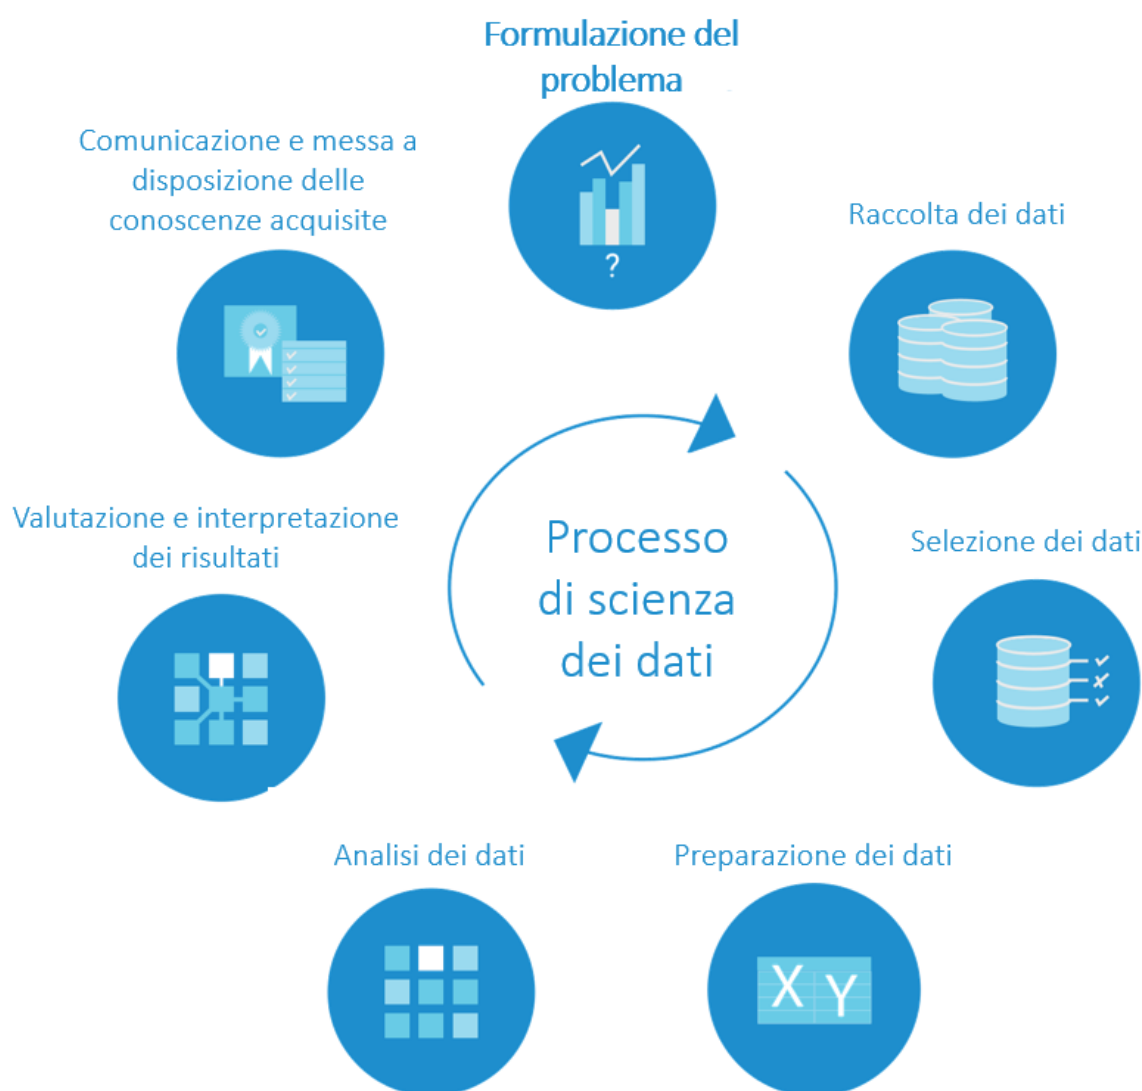 Formulazione del
problema
?
Raccolta dei dati
Selezione dei dati
Preparazione dei dati
X Y
Analisi dei dati
Valutazione e interpretazione
dei risultati
Comunicazione e messa a
disposizione delle
conoscenze acquisite
Processo
di scienza
dei dati